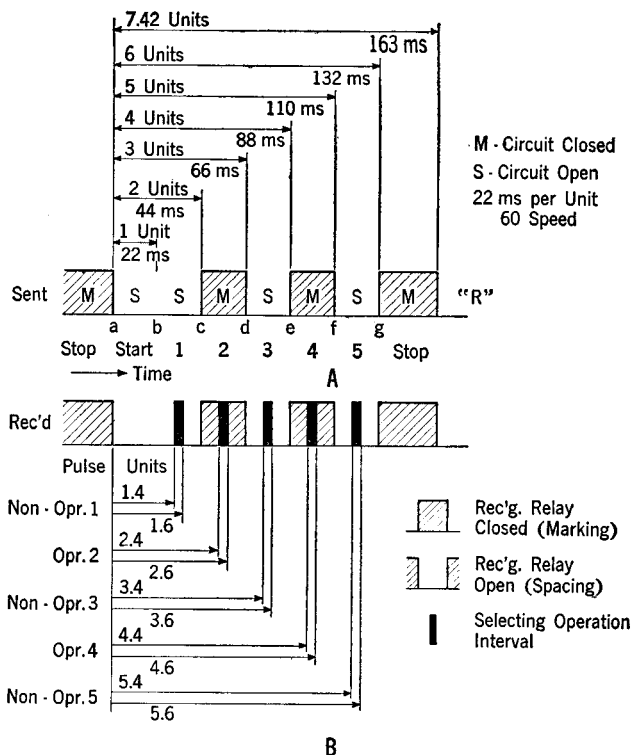 7.42 Units
163 ms
6 Units
132 ms
5 Units
110 ms
4 Units
88 ms
3 Units
66 ms
2 Units
44 ms
1 Unit
22 ms
M - Circuit Closed
S - Circuit Open
22 ms per Unit
60 Speed
Sent M S S M S M S M "R"
a b c d e f g
Stop Start 1 2 3 4 5 Stop
Time
A
Rec'd
Pulse Units
Non - Opr. 1 1.4
1.6
Opr. 2 2.4
2.6
Non - Opr. 3 3.4
3.6
Opr. 4 4.4
4.6
Non - Opr. 5 5.4
5.6
Rec'g. Relay
Closed (Marking)
Rec'g. Relay
Open (Spacing)
Selecting Operation
Interval
B